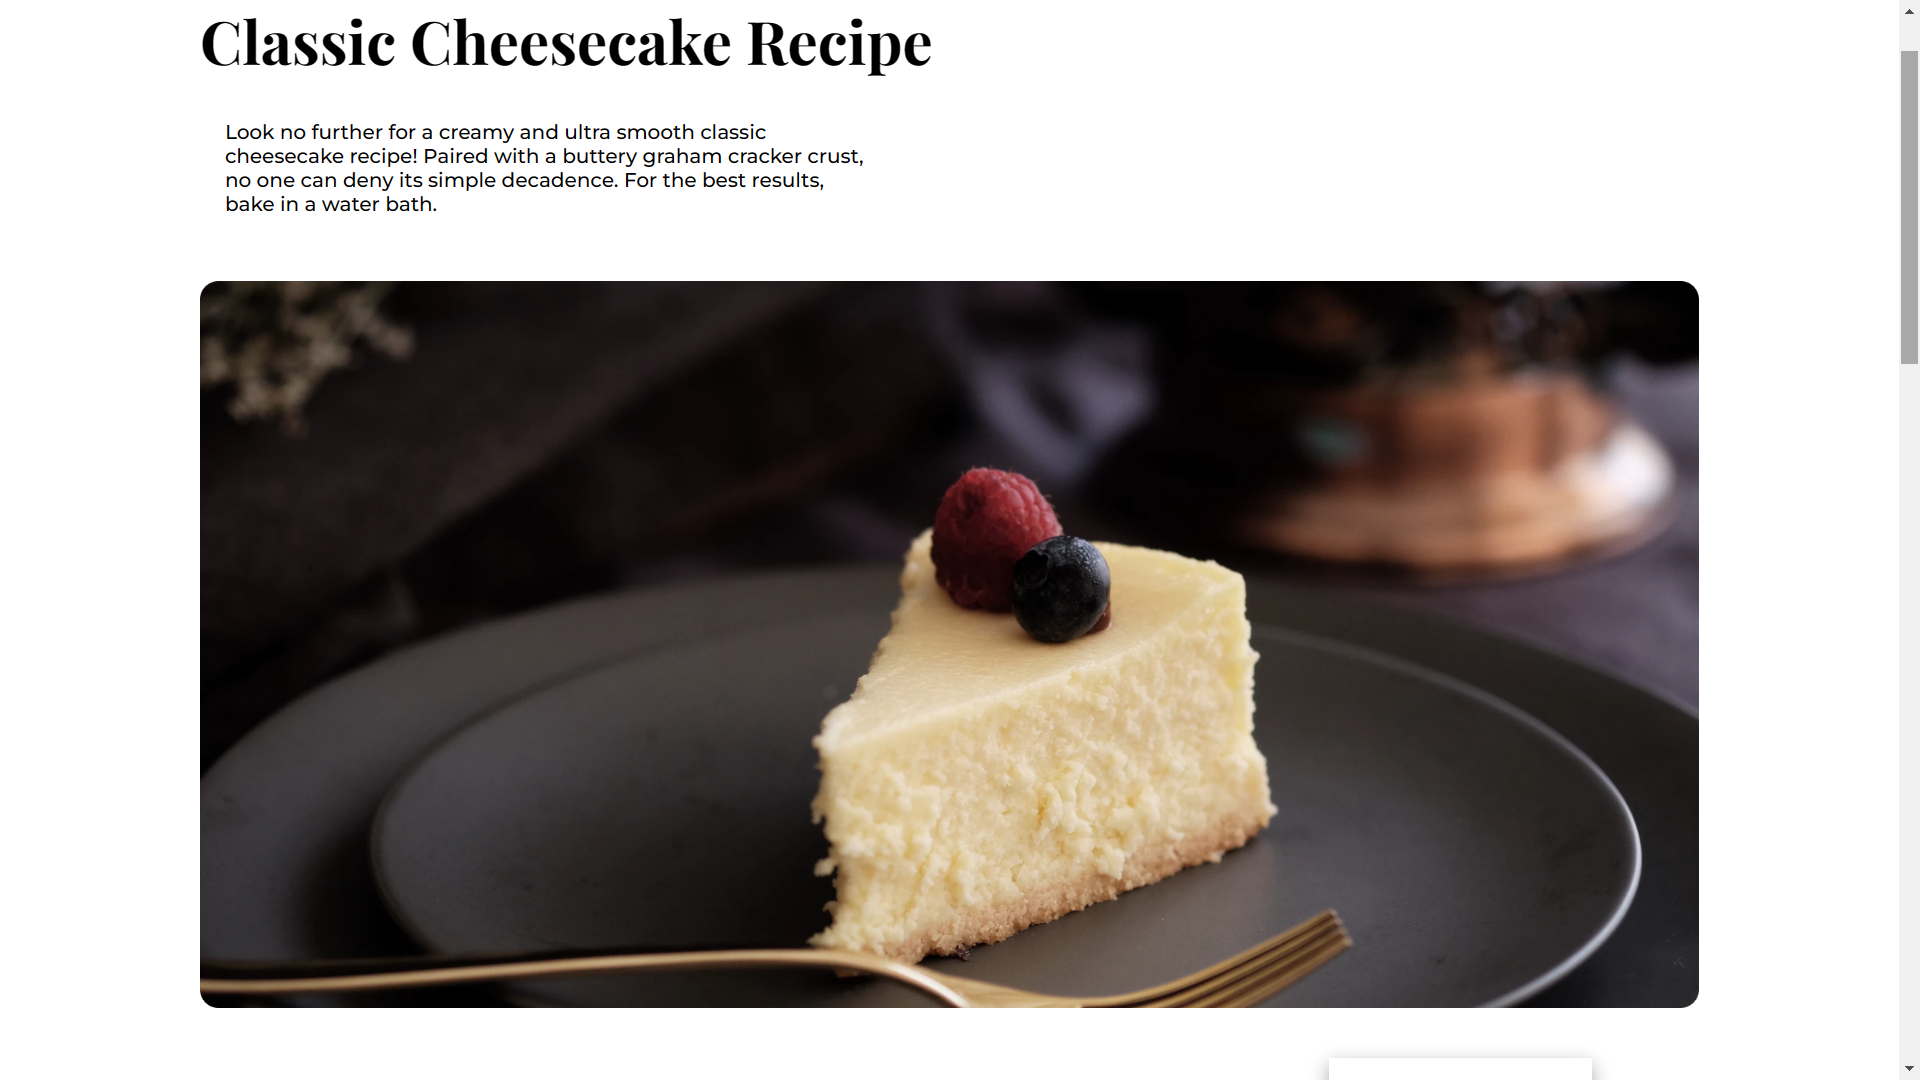 Classic Cheesecake Recipe
Look no further for a creamy and ultra smooth classic
cheesecake recipe! Paired with a buttery graham cracker crust,
no one can deny its simple decadence. For the best results,
bake in a water bath.